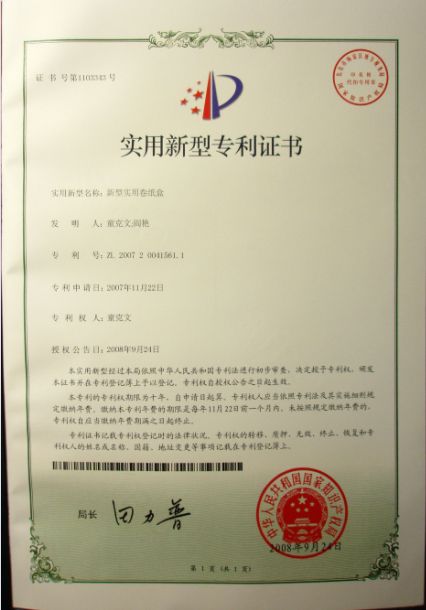 证 书 号第1103343号
印花税
代扣专用章
实用新型专利证书
实用新型名称：新型实用卷纸盒
发 明 人：童克文;阎艳
专 利 号：ZL 2007 2 0041561.1
专利申请日：2007年11月22日
专 利 权 人：童克文
授权公告日：2008年9月24日
本实用新型经过本局依照中华人民共和国专利法进行初步审查，决定授予专利权，颁发
本证书并在专利登记簿上予以登记。专利权自授权公告之日起生效。
本专利的专利权期限为十年，自申请日起算。专利权人应当依照专利法及其实施细则规
定缴纳年费。缴纳本专利年费的期限是每年11月22日前一个月内。未按照规定缴纳年费的，
专利权自应当缴纳年费期满之日起终止。
专利证书记载专利权登记时的法律状况。专利权的转移、质押、无效、终止、恢复和专
利权人的姓名或名称、国籍、地址变更等事项记载在专利登记簿上。
局长 田力普
中华人民共和国国家知识产权局
2008年9月24日
第 1 页 (共 1 页)